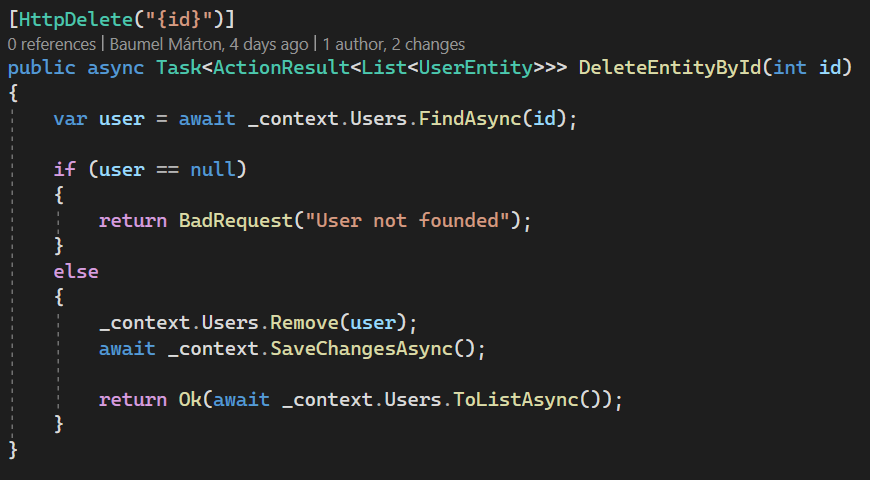 [HttpDelete("{id}")]
0 references | Baumel Márton, 4 days ago | 1 author, 2 changes
public async Task<ActionResult<List<UserEntity>>> DeleteEntityById(int id)
{
var user = await _context.Users.FindAsync(id);
if (user == null)
{
return BadRequest("User not founded");
}
else
{
_context.Users.Remove(user);
await _context.SaveChangesAsync();
return Ok(await _context.Users.ToListAsync());
}
}